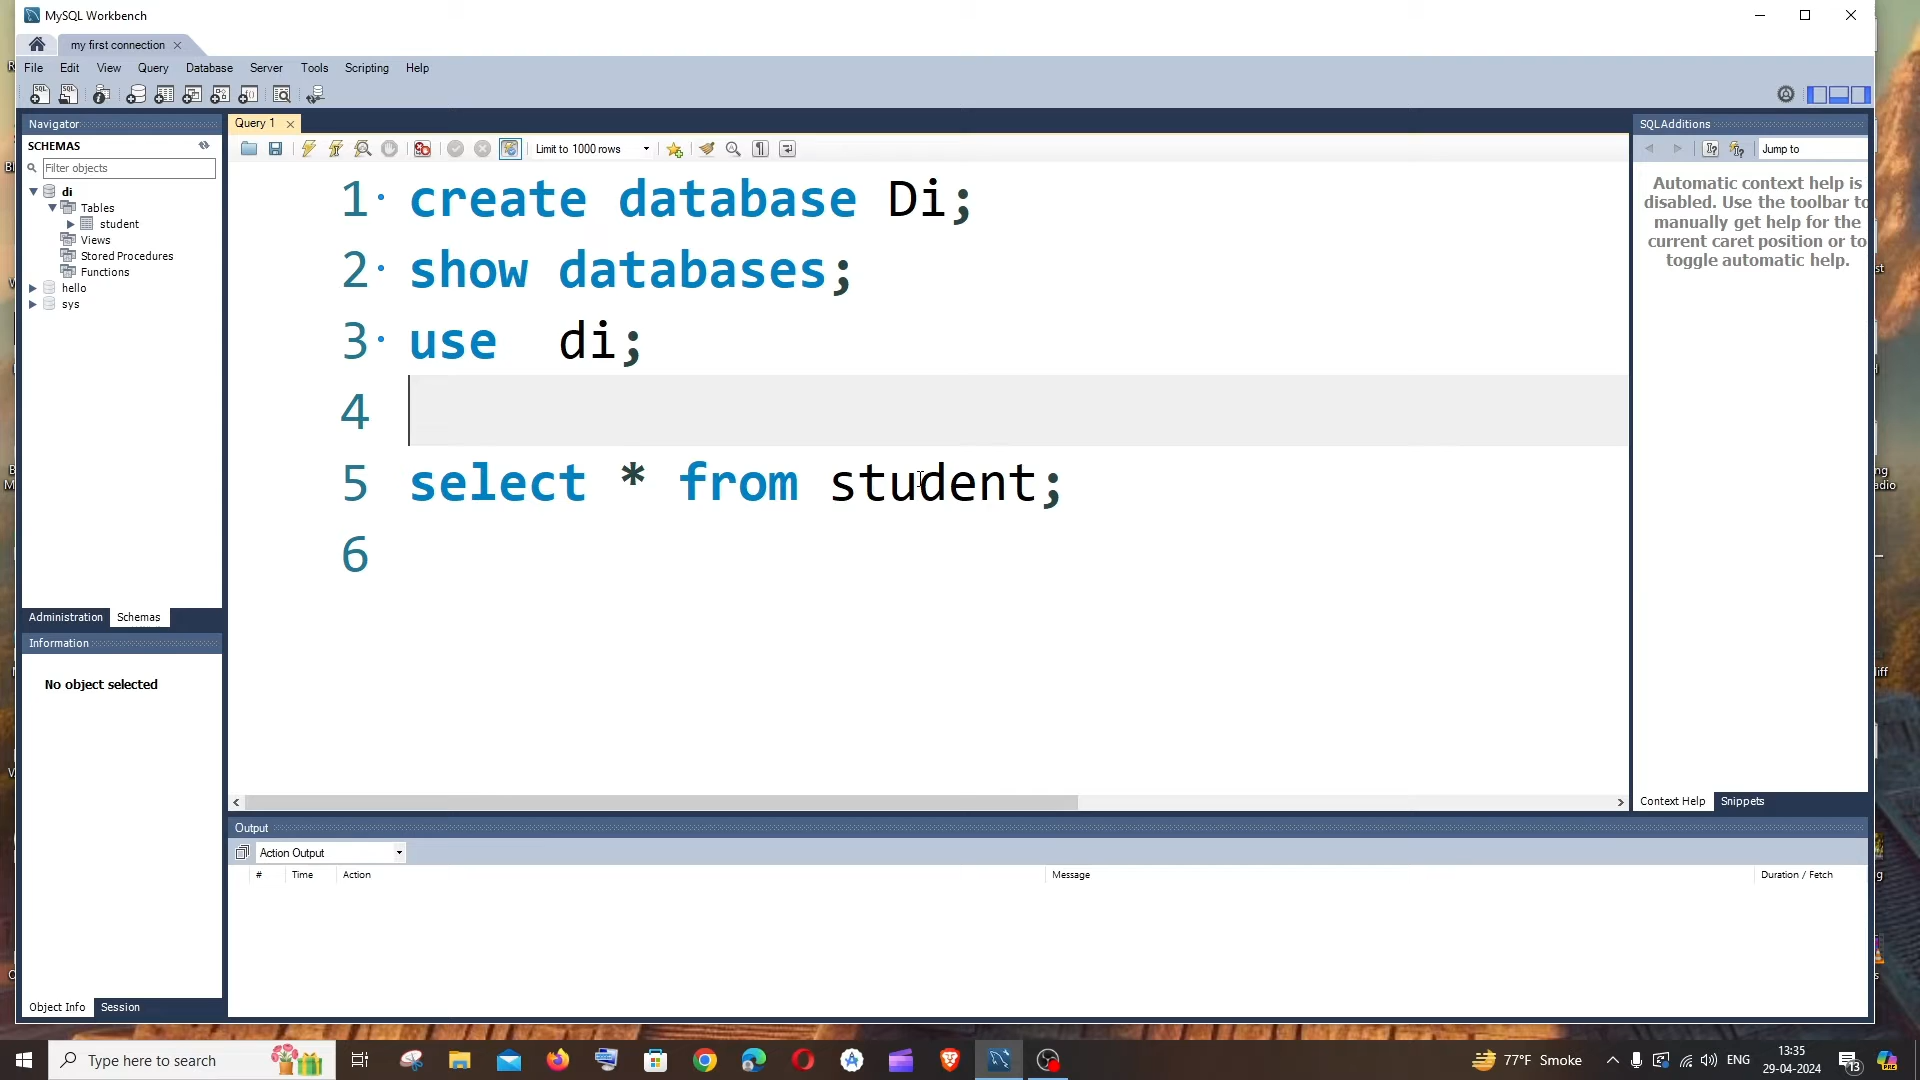 MySQL Workbench
my first connection
File Edit View Query Database Server Tools Scripting Help
Navigator
SCHEMAS
Filter objects
di
Tables
student
Views
Stored Procedures
Functions
hello
sys
Administration Schemas
Information
No object selected
Object Info Session
Query 1
Limit to 1000 rows
1 create database Di;
2 show databases;
3 use di;
4
5 select * from student;
6
SQLAdditions
Jump to
Automatic context help is
disabled. Use the toolbar to
manually get help for the
current caret position or to
toggle automatic help.
Context Help Snippets
Output
Action Output
# Time Action Message Duration / Fetch
Type here to search
77°F Smoke
ENG
13:35
29-04-2024
13